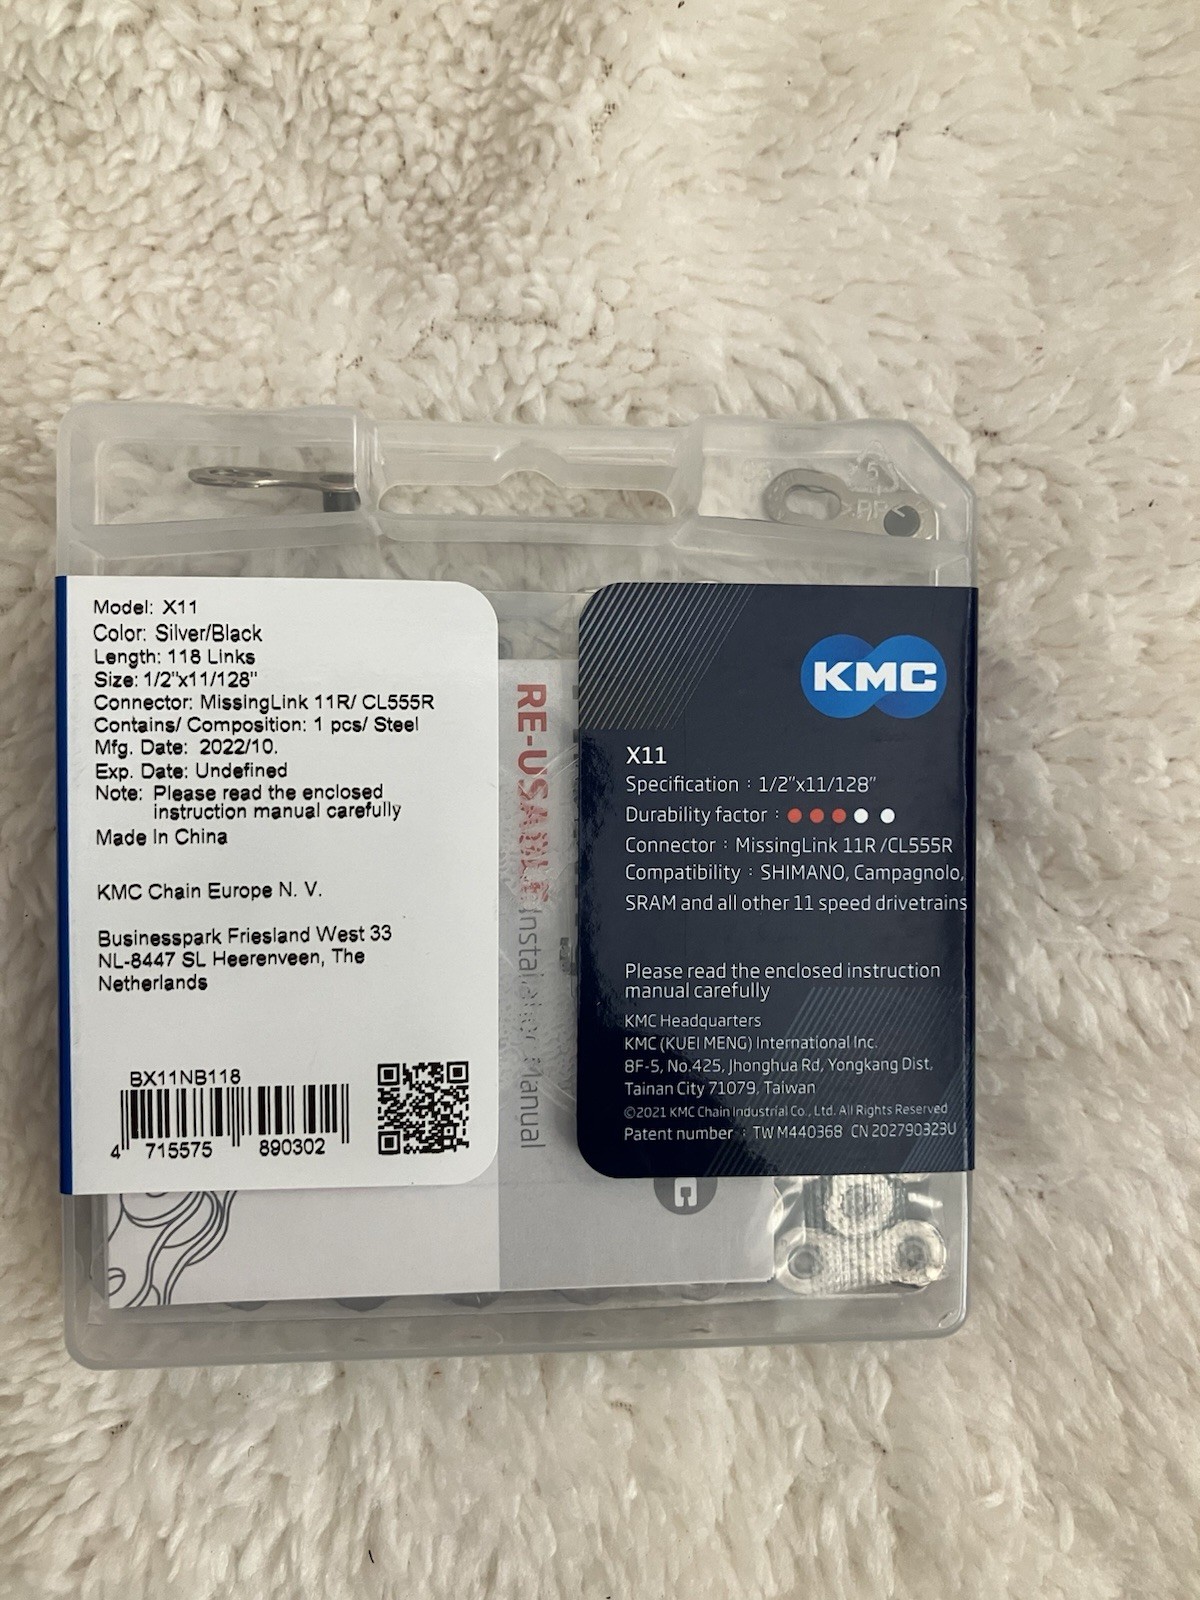 Model: X11
Color: Silver/Black
Length: 118 Links
Size: 1/2"x11/128"
Connector: MissingLink 11R/ CL555R
Contains/ Composition: 1 pcs/ Steel
Mfg. Date: 2022/10.
Exp. Date: Undefined
Note: Please read the enclosed
instruction manual carefully
Made In China
KMC Chain Europe N. V.
Businesspark Friesland West 33
NL-8447 SL Heerenveen, The
Netherlands
BX11NB118
4 715575 890302
RE-USABLE
Installation Manual
KMC
X11
Specification : 1/2"x11/128"
Durability factor :
Connector : MissingLink 11R /CL555R
Compatibility : SHIMANO, Campagnolo,
SRAM and all other 11 speed drivetrains
Please read the enclosed instruction
manual carefully
KMC Headquarters
KMC (KUEI MENG) International Inc.
8F-5, No.425, Jhonghua Rd, Yongkang Dist,
Tainan City 71079, Taiwan
©2021 KMC Chain Industrial Co., Ltd. All Rights Reserved
Patent number : TW M440368 CN 202790323U